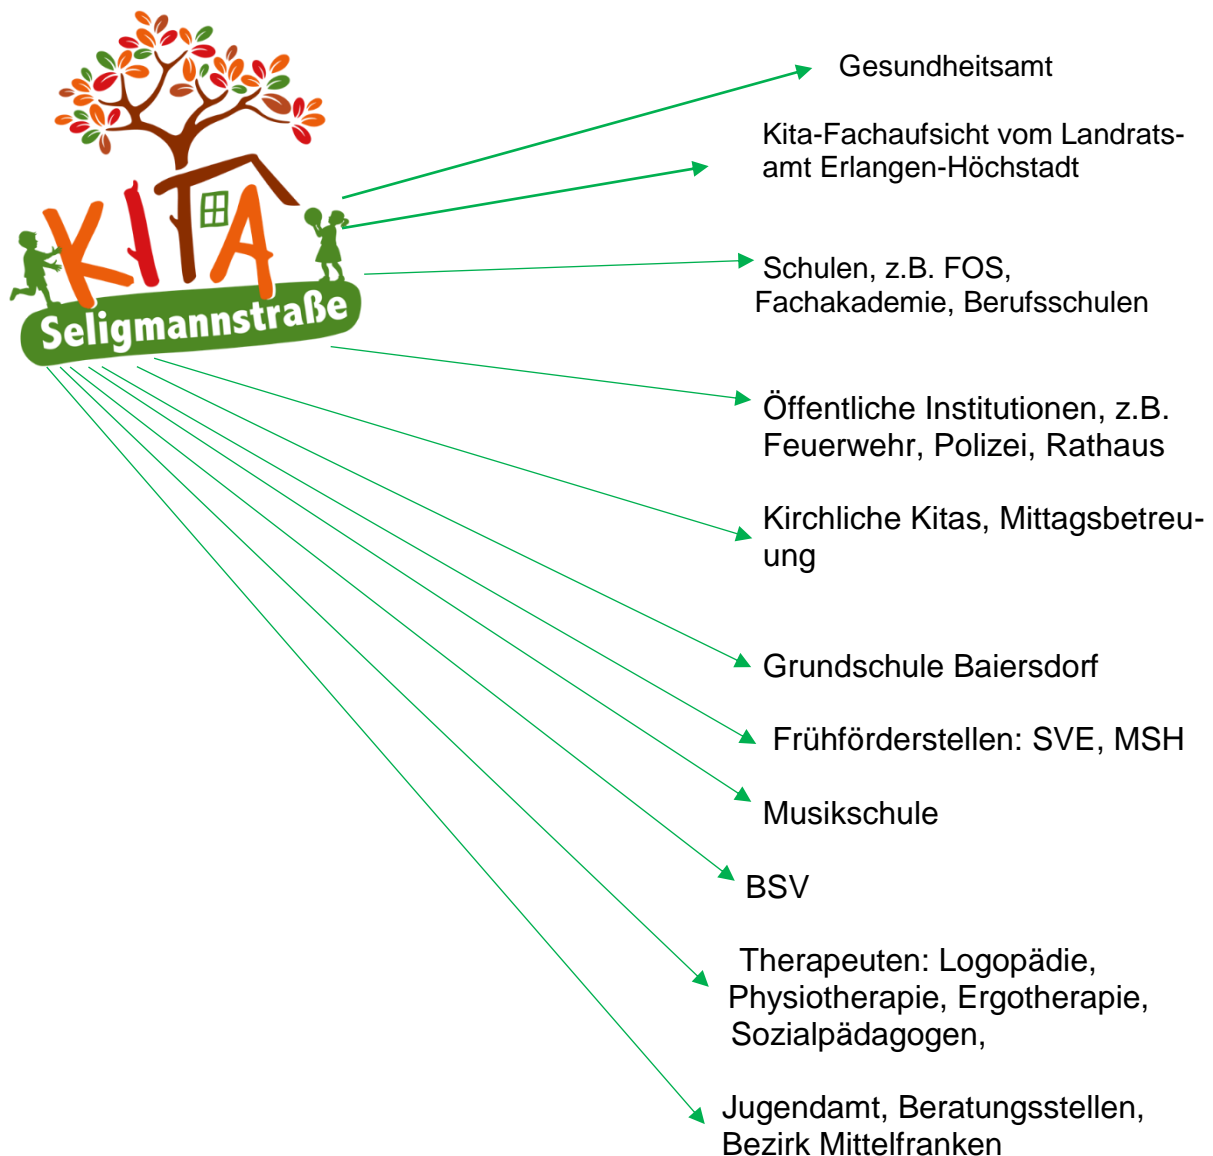 KITA
Seligmannstraße
Gesundheitsamt
Kita-Fachaufsicht vom Landrats-
amt Erlangen-Höchstadt
Schulen, z.B. FOS,
Fachakademie, Berufsschulen
Öffentliche Institutionen, z.B.
Feuerwehr, Polizei, Rathaus
Kirchliche Kitas, Mittagsbetreu-
ung
Grundschule Baiersdorf
Frühförderstellen: SVE, MSH
Musikschule
BSV
Therapeuten: Logopädie,
Physiotherapie, Ergotherapie,
Sozialpädagogen,
Jugendamt, Beratungsstellen,
Bezirk Mittelfranken